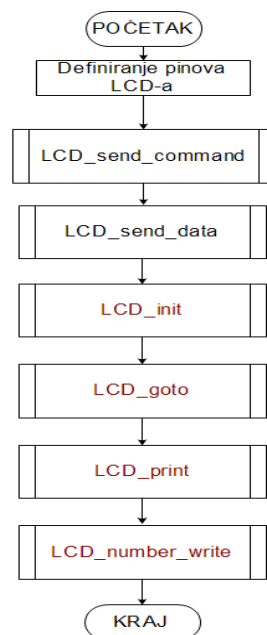 POČETAK
Definiranje pinova
LCD-a
LCD_send_command
LCD_send_data
LCD_init
LCD_goto
LCD_print
LCD_number_write
KRAJ